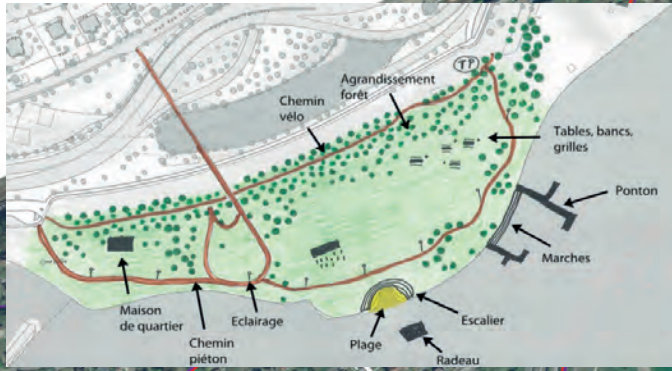 Agrandissement
forêt
Chemin
vélo
Tables, bancs,
grilles
Ponton
Marches
Maison
de quartier
Eclairage
Chemin
piéton
Plage
Escalier
Radeau